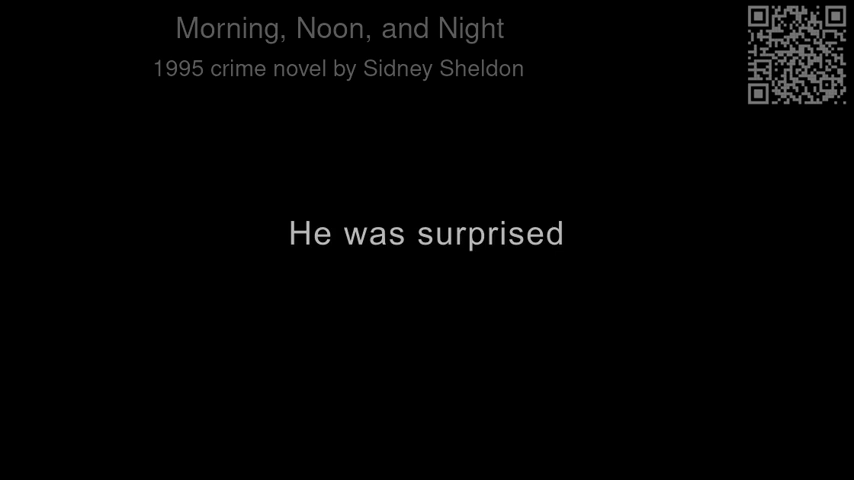 Morning, Noon, and Night
1995 crime novel by Sidney Sheldon
He was surprised